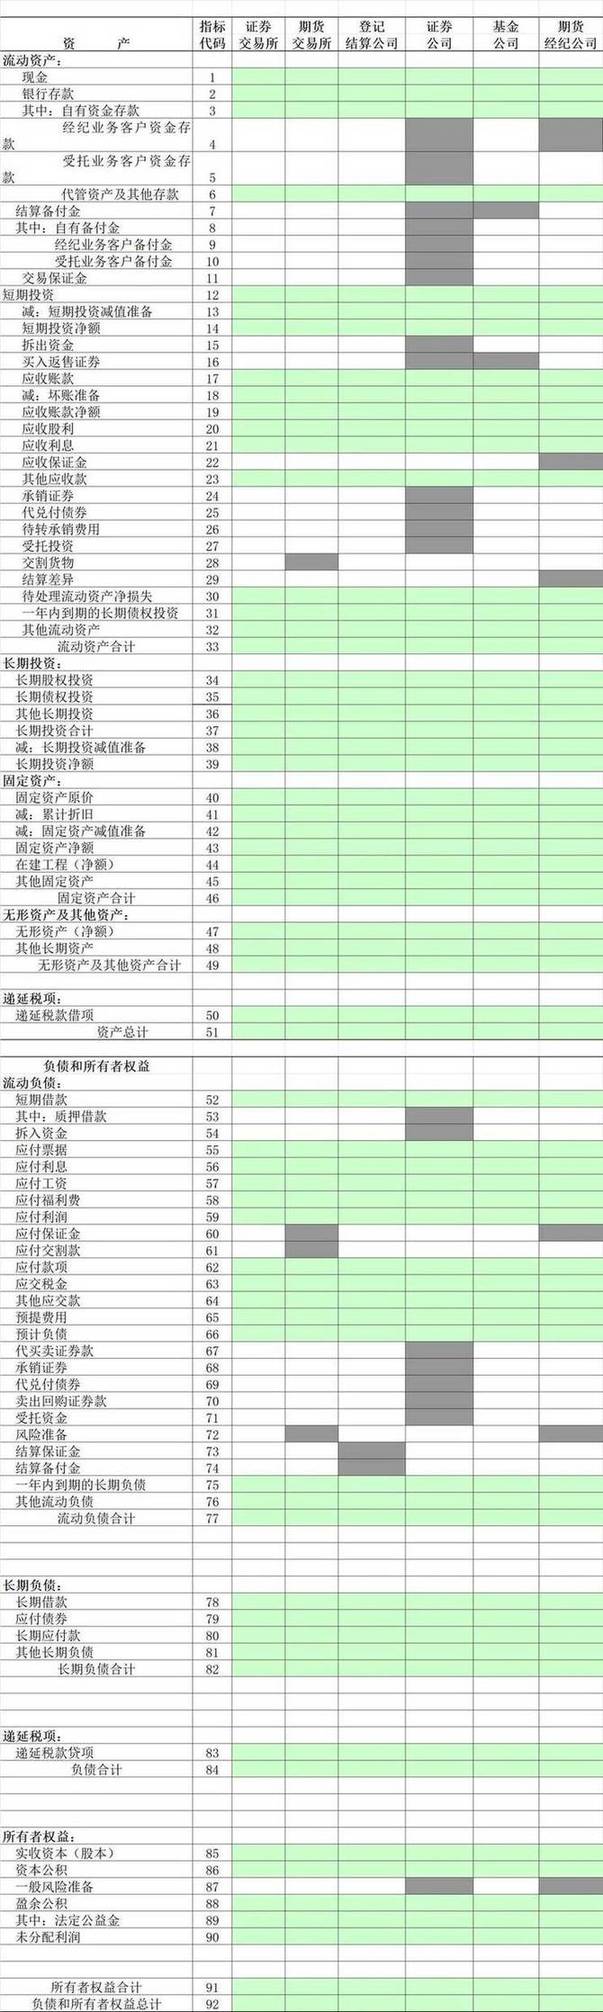 指标 证券 期货 登记 证券 基金 期货
资 产 代码 交易所 交易所 结算公司 公司 公司 经纪公司
流动资产：
现金 1
银行存款 2
其中：自有资金存款 3
经纪业务客户资金存
款 4
受托业务客户资金存
款 5
代管资产及其他存款 6
结算备付金 7
其中：自有备付金 8
经纪业务客户备付金 9
受托业务客户备付金 10
交易保证金 11
短期投资 12
减：短期投资减值准备 13
短期投资净额 14
拆出资金 15
买入返售证券 16
应收账款 17
减：坏账准备 18
应收账款净额 19
应收股利 20
应收利息 21
应收保证金 22
其他应收款 23
承销证券 24
代兑付债券 25
待转承销费用 26
受托投资 27
交割货物 28
结算差异 29
待处理流动资产净损失 30
一年内到期的长期债权投资 31
其他流动资产 32
流动资产合计 33
长期投资：
长期股权投资 34
长期债权投资 35
其他长期投资 36
长期投资合计 37
减：长期投资减值准备 38
长期投资净额 39
固定资产：
固定资产原价 40
减：累计折旧 41
减：固定资产减值准备 42
固定资产净额 43
在建工程（净额） 44
其他固定资产 45
固定资产合计 46
无形资产及其他资产：
无形资产（净额） 47
其他长期资产 48
无形资产及其他资产合计 49
递延税项：
递延税款借项 50
资产总计 51
负债和所有者权益
流动负债：
短期借款 52
其中：质押借款 53
拆入资金 54
应付票据 55
应付利息 56
应付工资 57
应付福利费 58
应付利润 59
应付保证金 60
应付交割款 61
应付款项 62
应交税金 63
其他应交款 64
预提费用 65
预计负债 66
代买卖证券款 67
承销证券 68
代兑付债券 69
卖出回购证券款 70
受托资金 71
风险准备 72
结算保证金 73
结算备付金 74
一年内到期的长期负债 75
其他流动负债 76
流动负债合计 77
长期负债：
长期借款 78
应付债券 79
长期应付款 80
其他长期负债 81
长期负债合计 82
递延税项：
递延税款贷项 83
负债合计 84
所有者权益：
实收资本（股本） 85
资本公积 86
一般风险准备 87
盈余公积 88
其中：法定公益金 89
未分配利润 90
所有者权益合计 91
负债和所有者权益总计 92